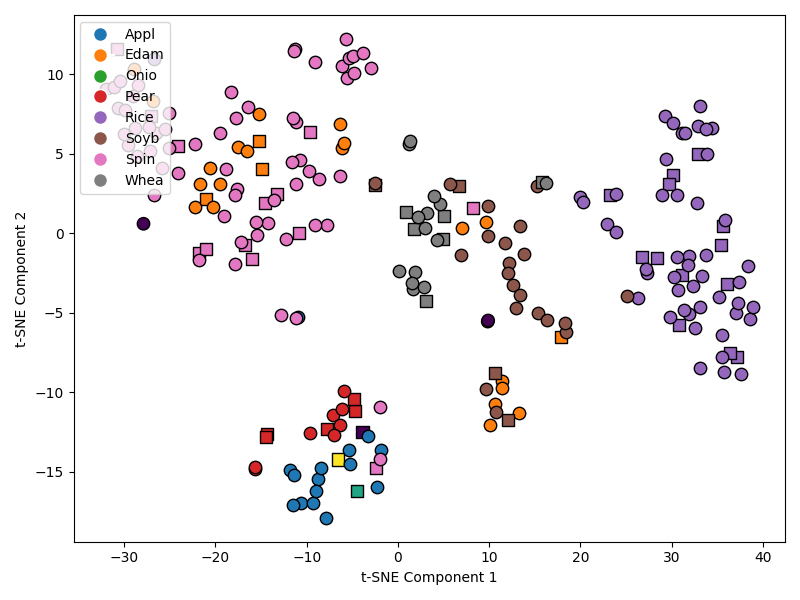 Appl
Edam
Onio
Pear
Rice
Soyb
Spin
Whea
10
5
0
−5
−10
−15
t-SNE Component 2
−30 −20 −10 0 10 20 30 40
t-SNE Component 1